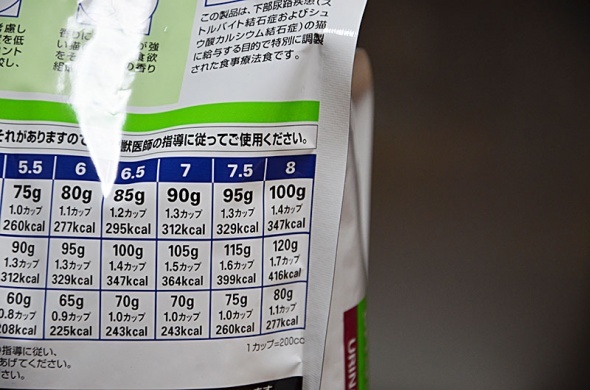 この製品は、下部尿路疾患（ス
トルバイト結石症およびシュ
ウ酸カルシウム結石症）の猫
に給与する目的で特別に調製
された食事療法食です。
それがありますので 獣医師の指導に従ってご使用ください。
5.5 6 6.5 7 7.5 8
75g 80g 85g 90g 95g 100g
1.0カップ 1.1カップ 1.2カップ 1.3カップ 1.3カップ 1.4カップ
260kcal 277kcal 295kcal 312kcal 329kcal 347kcal
90g 95g 100g 105g 115g 120g
1.3カップ 1.3カップ 1.4カップ 1.5カップ 1.6カップ 1.7カップ
312kcal 329kcal 347kcal 364kcal 399kcal 416kcal
60g 65g 70g 70g 75g 80g
0.8カップ 0.9カップ 1.0カップ 1.0カップ 1.0カップ 1.1カップ
208kcal 225kcal 243kcal 243kcal 260kcal 277kcal
1カップ=200cc
の指導に従い、
あげてください。
さい。
URIN